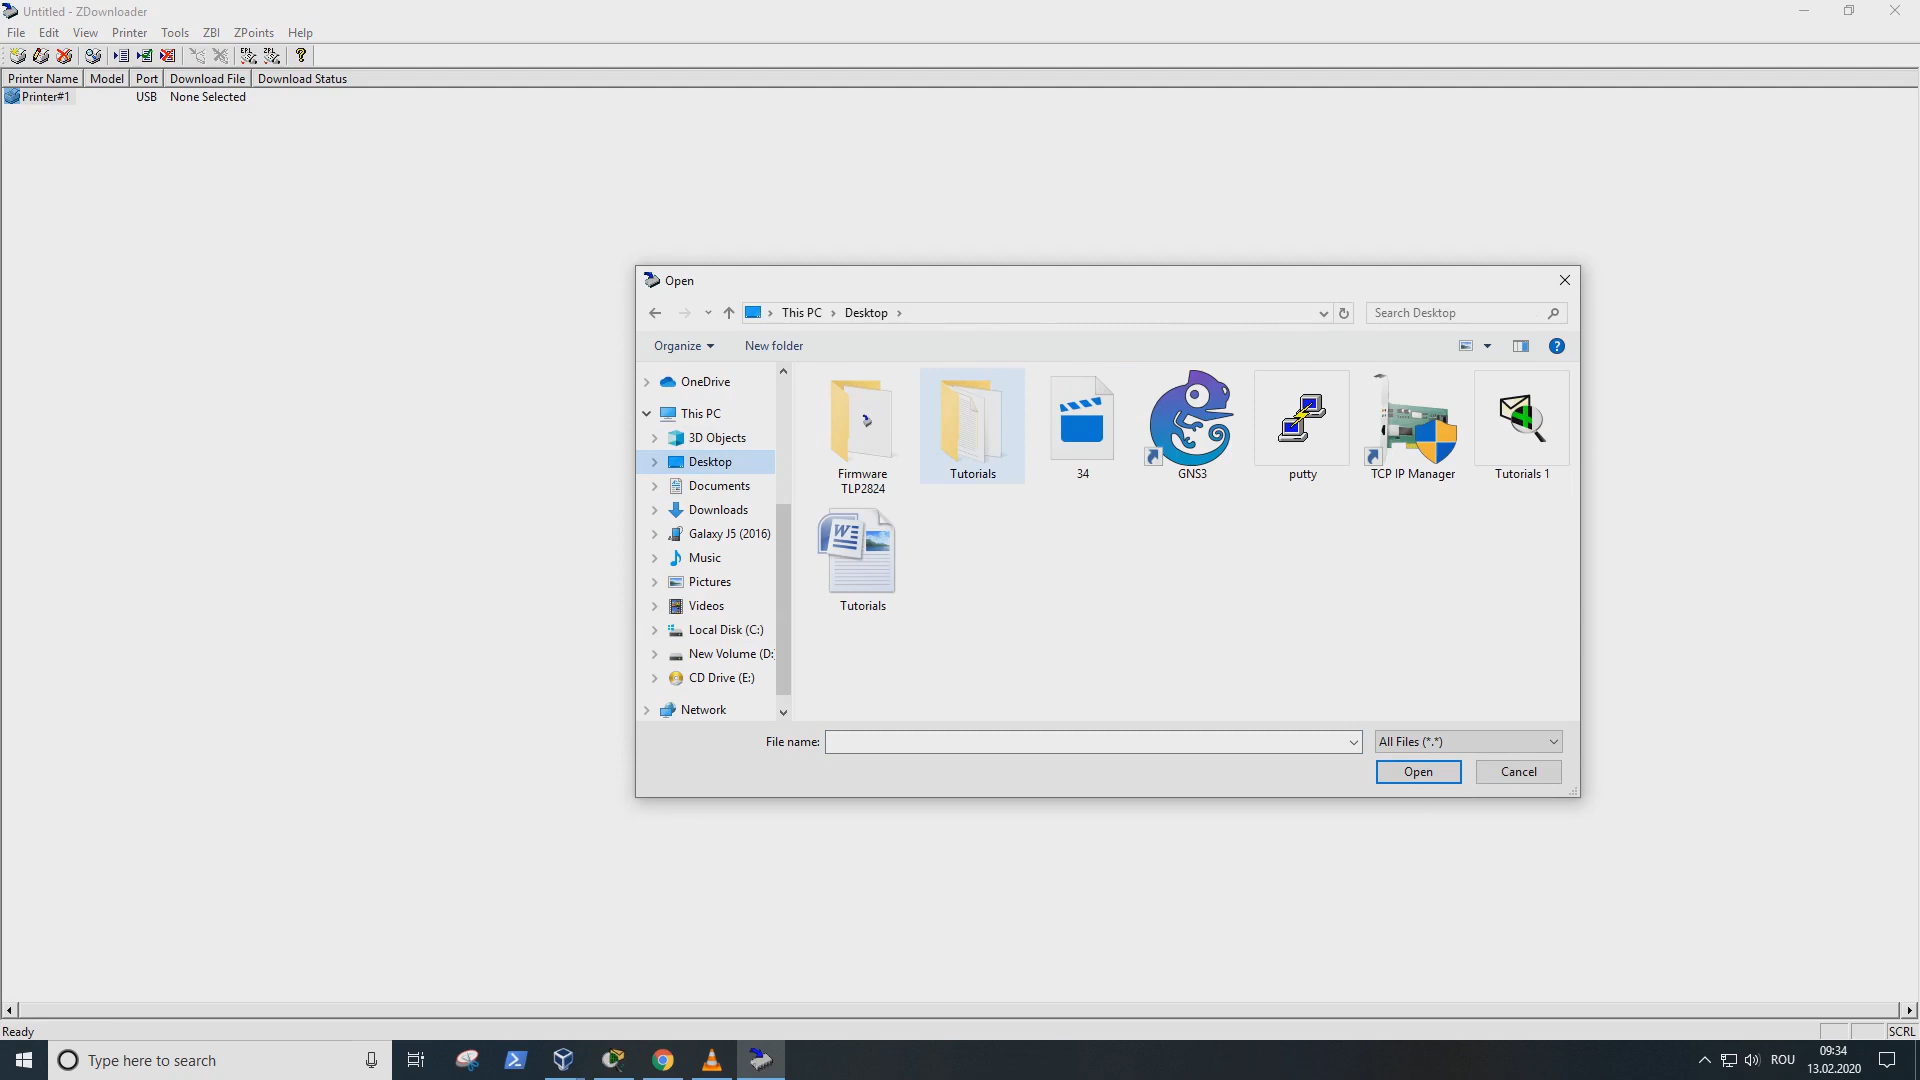 Untitled - ZDownloader
File Edit View Printer Tools ZBI ZPoints Help
EPL ZPL
Printer Name Model Port Download File Download Status
Printer#1 USB None Selected
Open
This PC Desktop
Search Desktop
Organize New folder
OneDrive
This PC
3D Objects
Desktop
Documents
Downloads
Galaxy J5 (2016)
Music
Pictures
Videos
Local Disk (C:)
New Volume (D:
CD Drive (E:)
Network
Firmware
TLP2824
Tutorials
34
GNS3
putty
TCP IP Manager
Tutorials 1
Tutorials
File name:
All Files (*.*)
Open Cancel
Ready
SCRL
Type here to search
ROU
09:34
13.02.2020